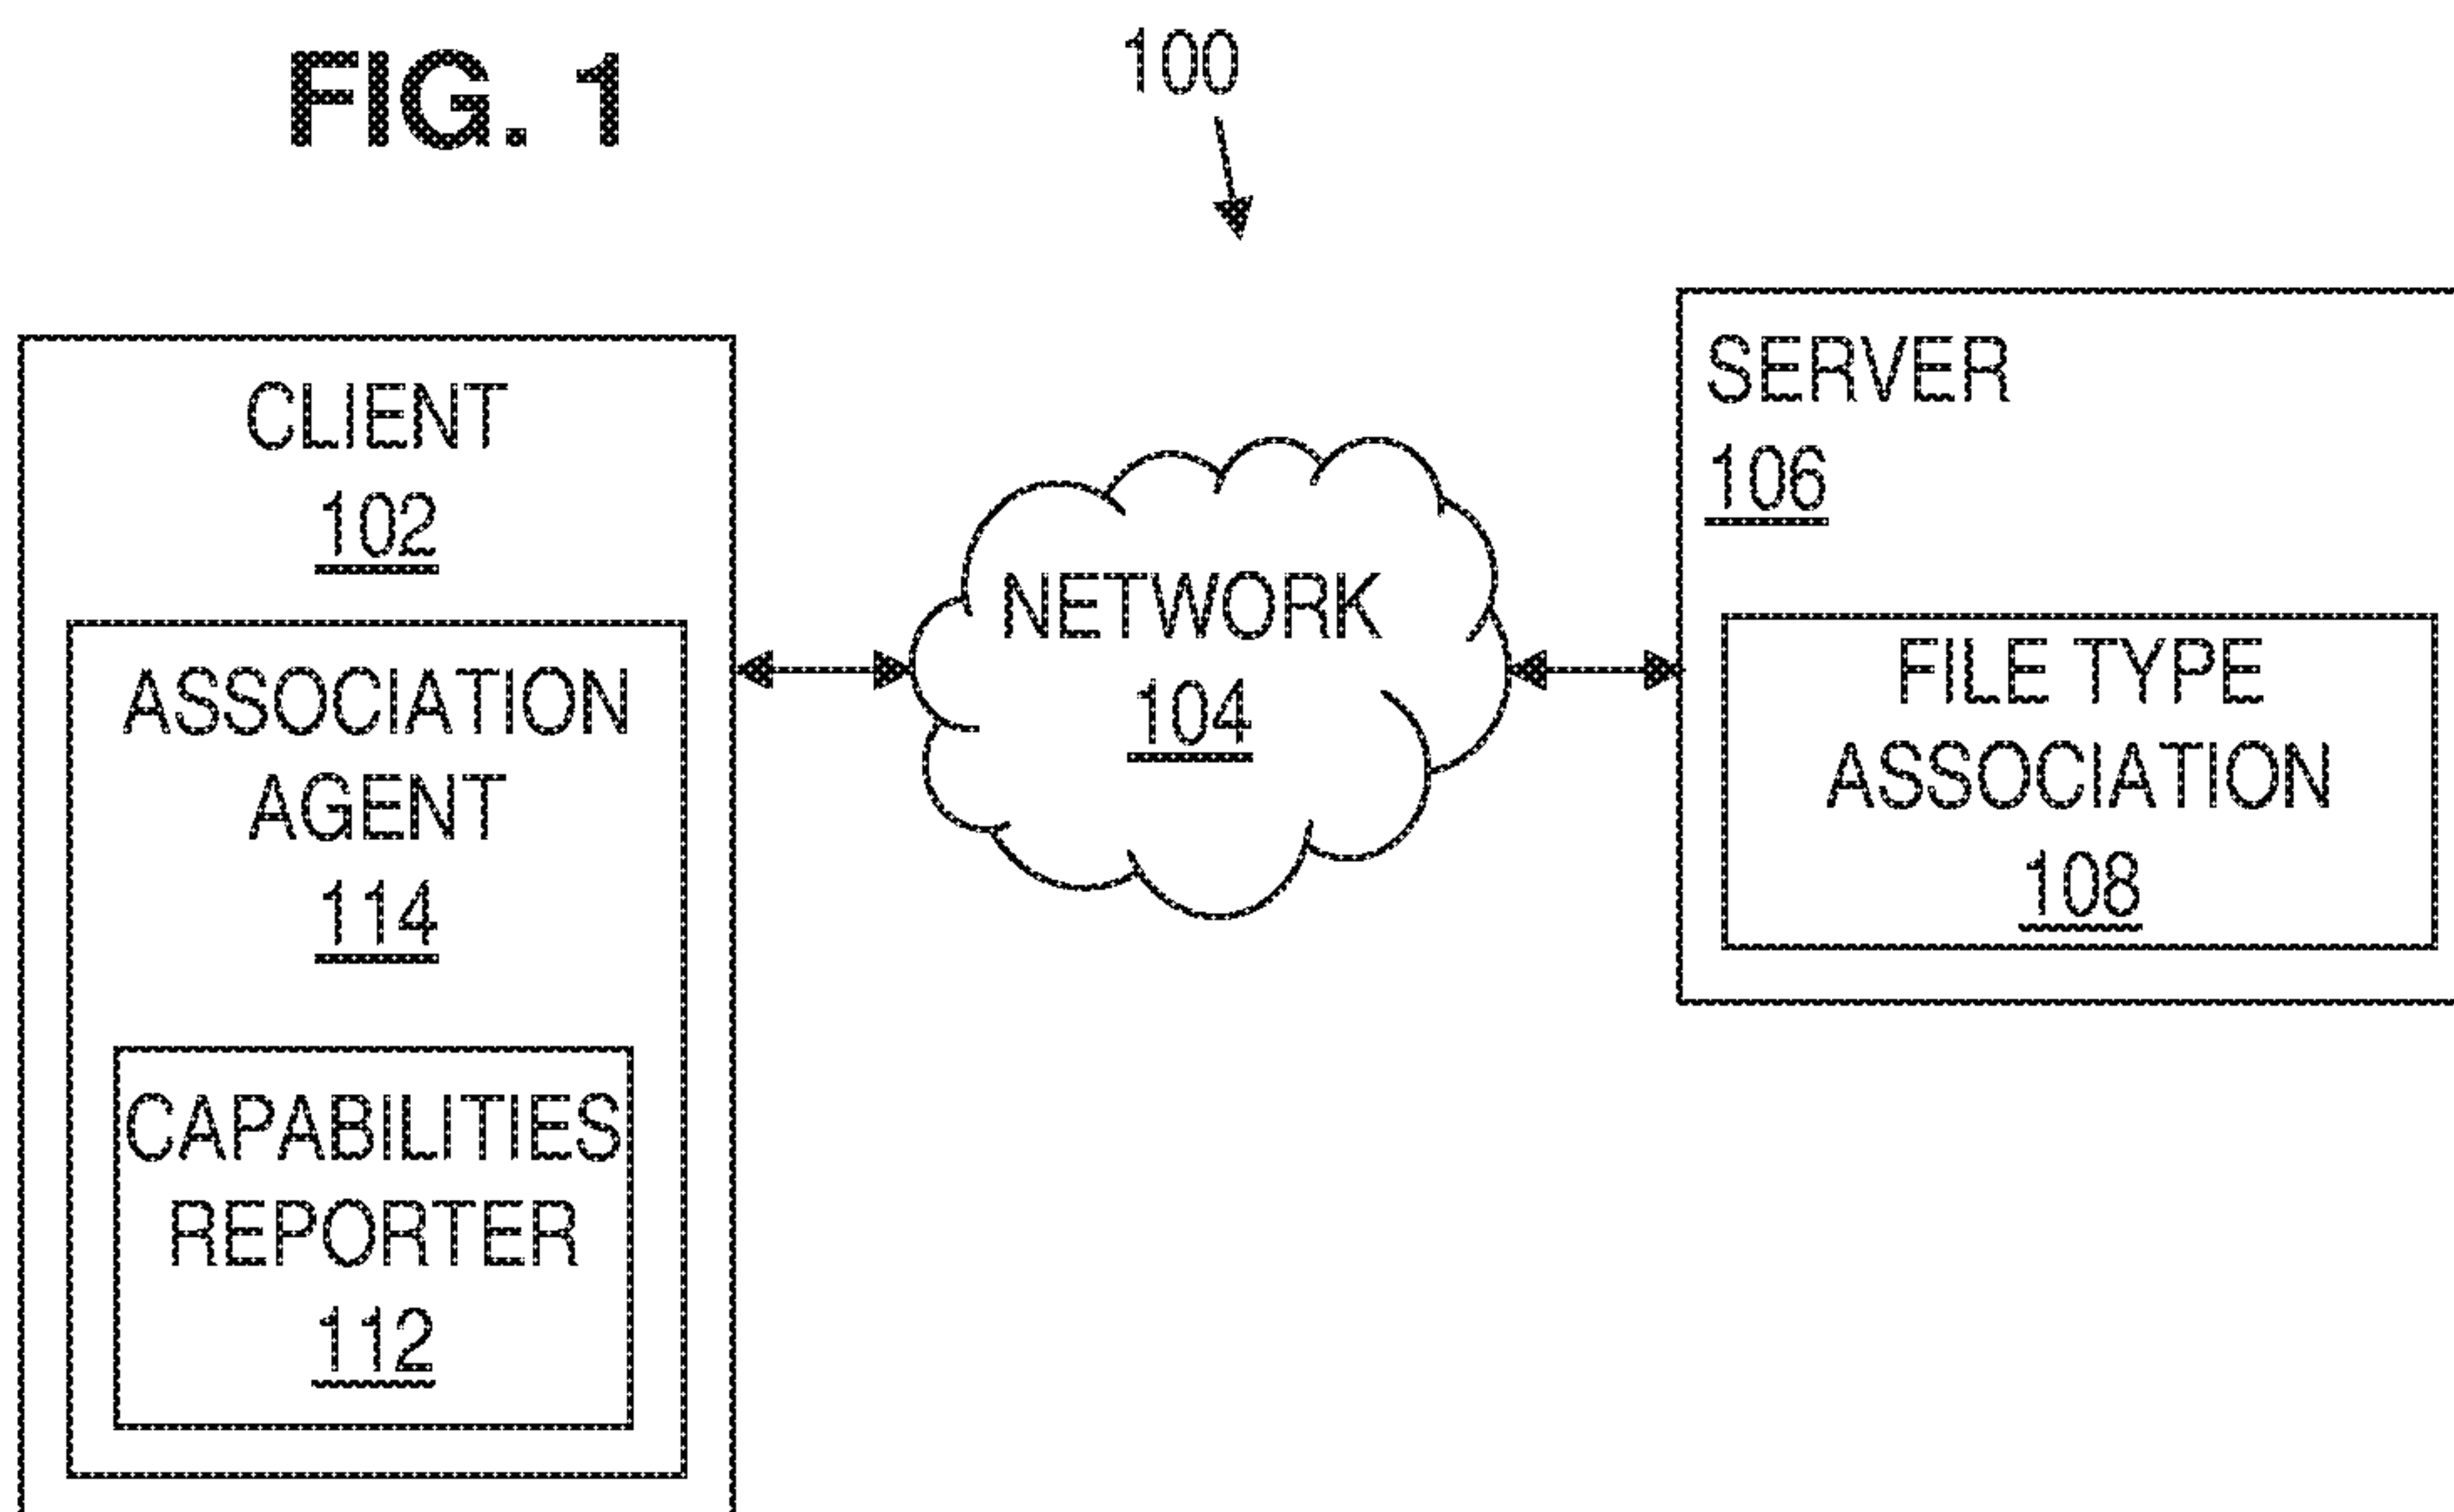 FIG. 1
100
CLIENT
102
ASSOCIATION
AGENT
114
CAPABILITIES
REPORTER
112
NETWORK
104
SERVER
106
FILE TYPE
ASSOCIATION
108